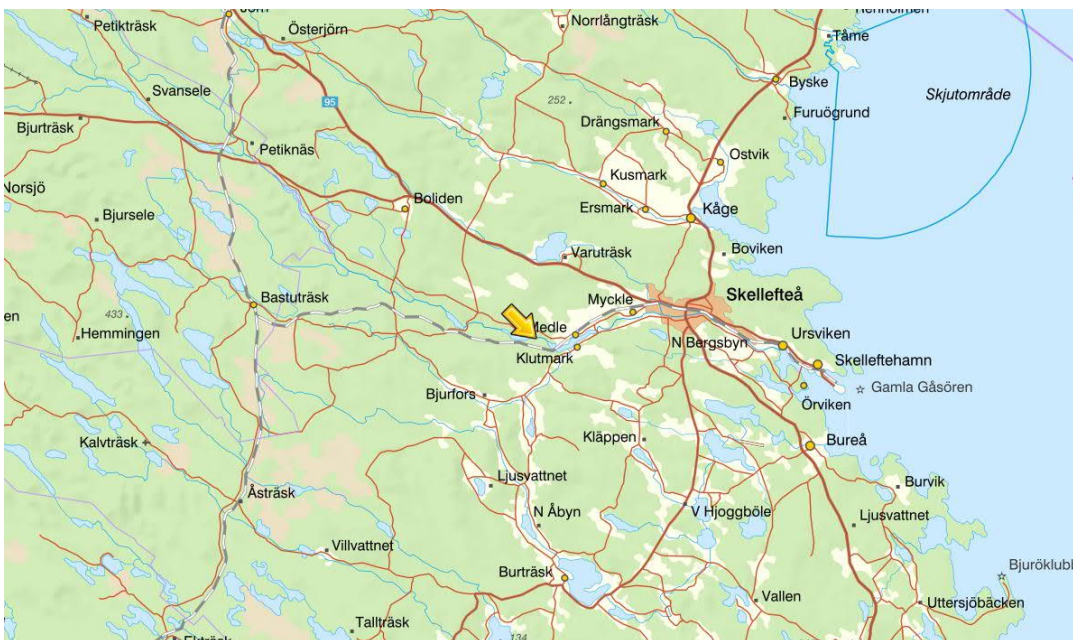 Petikträsk
Österjörn
Norrlångträsk
Tåme
Byske
Svansele
95
252
Skjutområde
Furuögrund
Drängsmark
Bjurträsk
Petiknäs
Ostvik
Kusmark
Norsjö
Boliden
Ersmark
Kåge
Bjursele
Boviken
Varuträsk
Bastuträsk
Myckle
Skellefteå
433
Hemmingen
Klutmark
N Bergsbyn
Ursviken
Skelleftehamn
Bjurfors
Gamla Gåsören
Örviken
Kalvträsk
Kläppen
Bureå
Ljusvattnet
Burvik
Åsträsk
N Åbyn
V Hjoggböle
Ljusvattnet
Villvattnet
Burträsk
Vallen
Uttersjöbäcken
Tallträsk
134